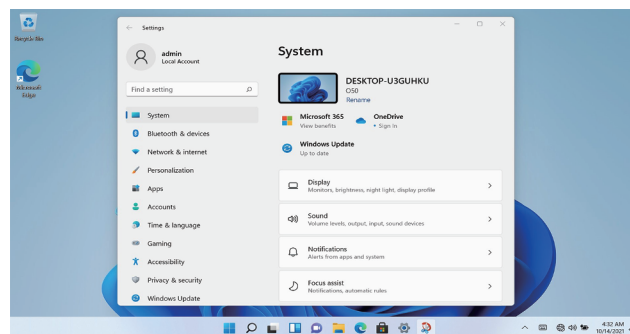 Recycle Bin
Microsoft
Edge
Settings
admin
Local Account
Find a setting
System
Bluetooth & devices
Network & internet
Personalization
Apps
Accounts
Time & language
Gaming
Accessibility
Privacy & security
Windows Update
System
DESKTOP-U3GUHKU
O50
Rename
Microsoft 365
View benefits
OneDrive
• Sign in
Windows Update
Up to date
Display
Monitors, brightness, night light, display profile
Sound
Volume levels, output, input, sound devices
Notifications
Alerts from apps and system
Focus assist
Notifications, automatic rules
4:32 AM
10/14/2021